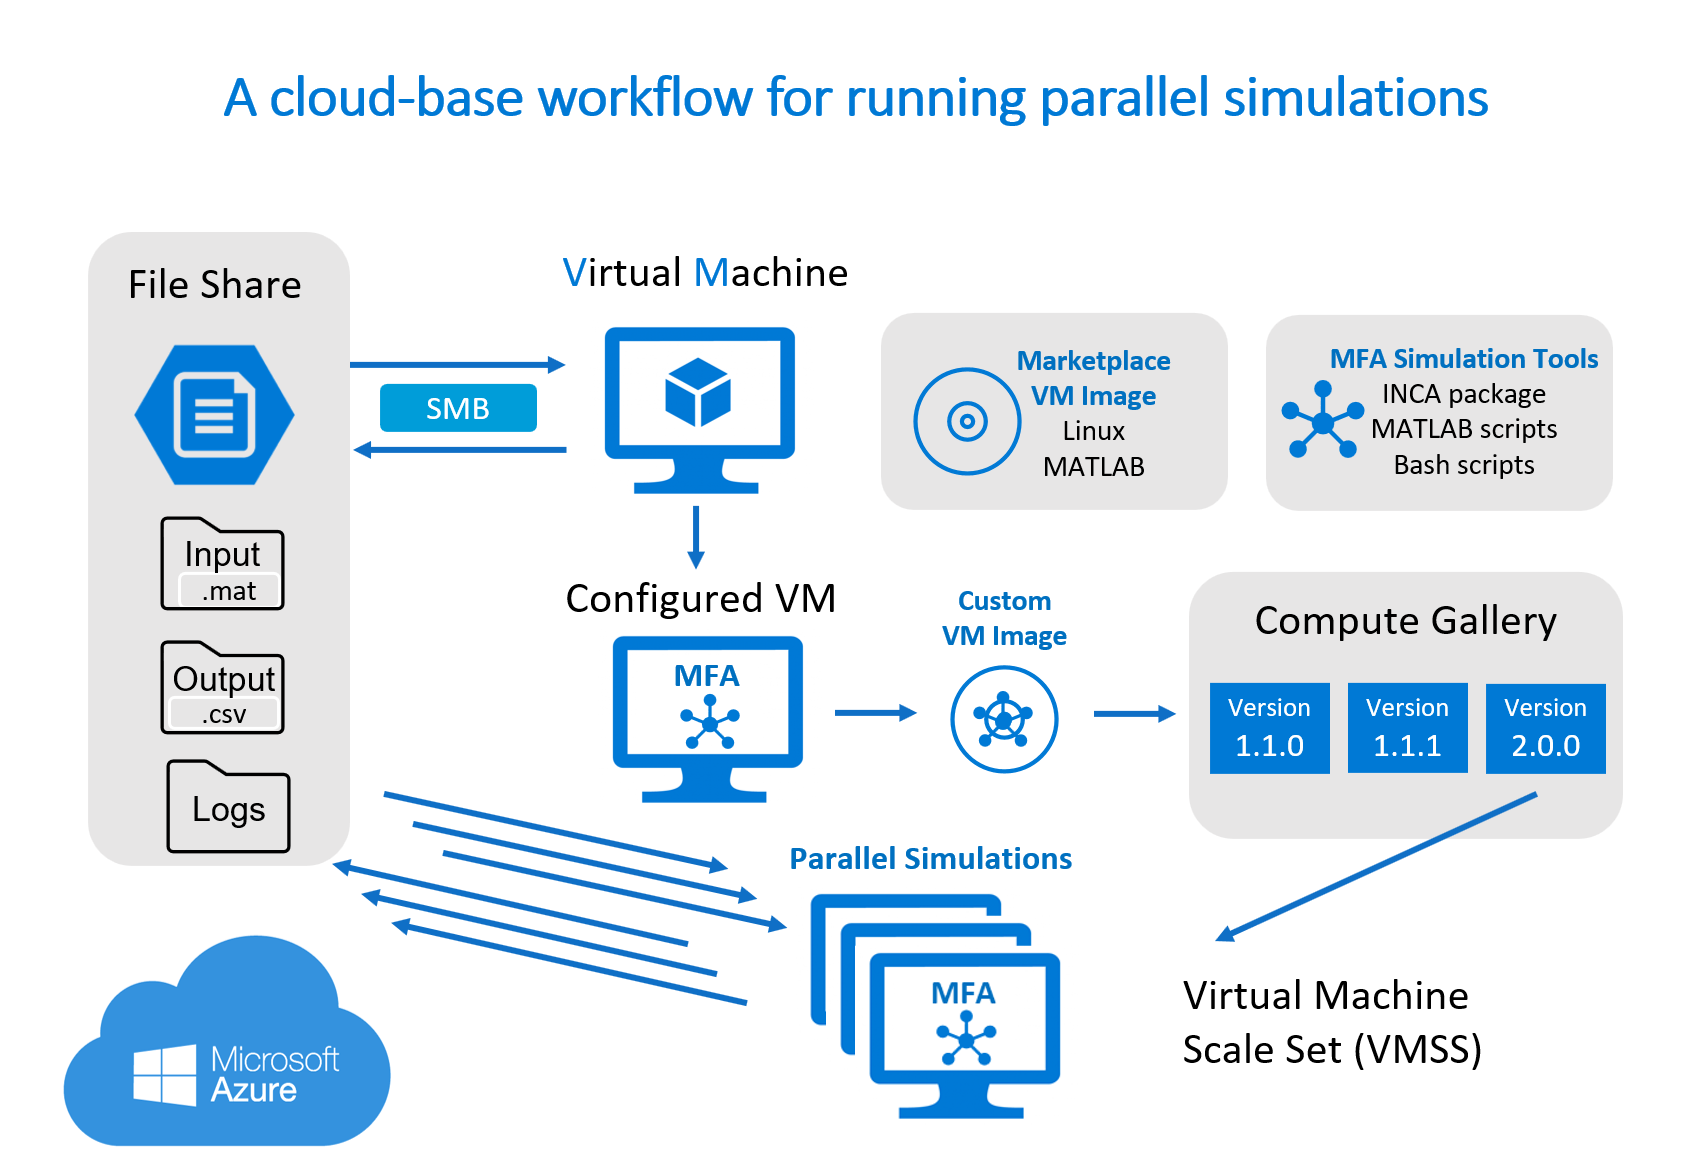 A cloud-base workflow for running parallel simulations
File Share
SMB
Input
.mat
Output
.csv
Logs
Virtual Machine
Marketplace
VM Image
Linux
MATLAB
MFA Simulation Tools
INCA package
MATLAB scripts
Bash scripts
Configured VM
MFA
Custom
VM Image
Compute Gallery
Version
1.1.0
Version
1.1.1
Version
2.0.0
Parallel Simulations
MFA
Virtual Machine
Scale Set (VMSS)
Microsoft
Azure